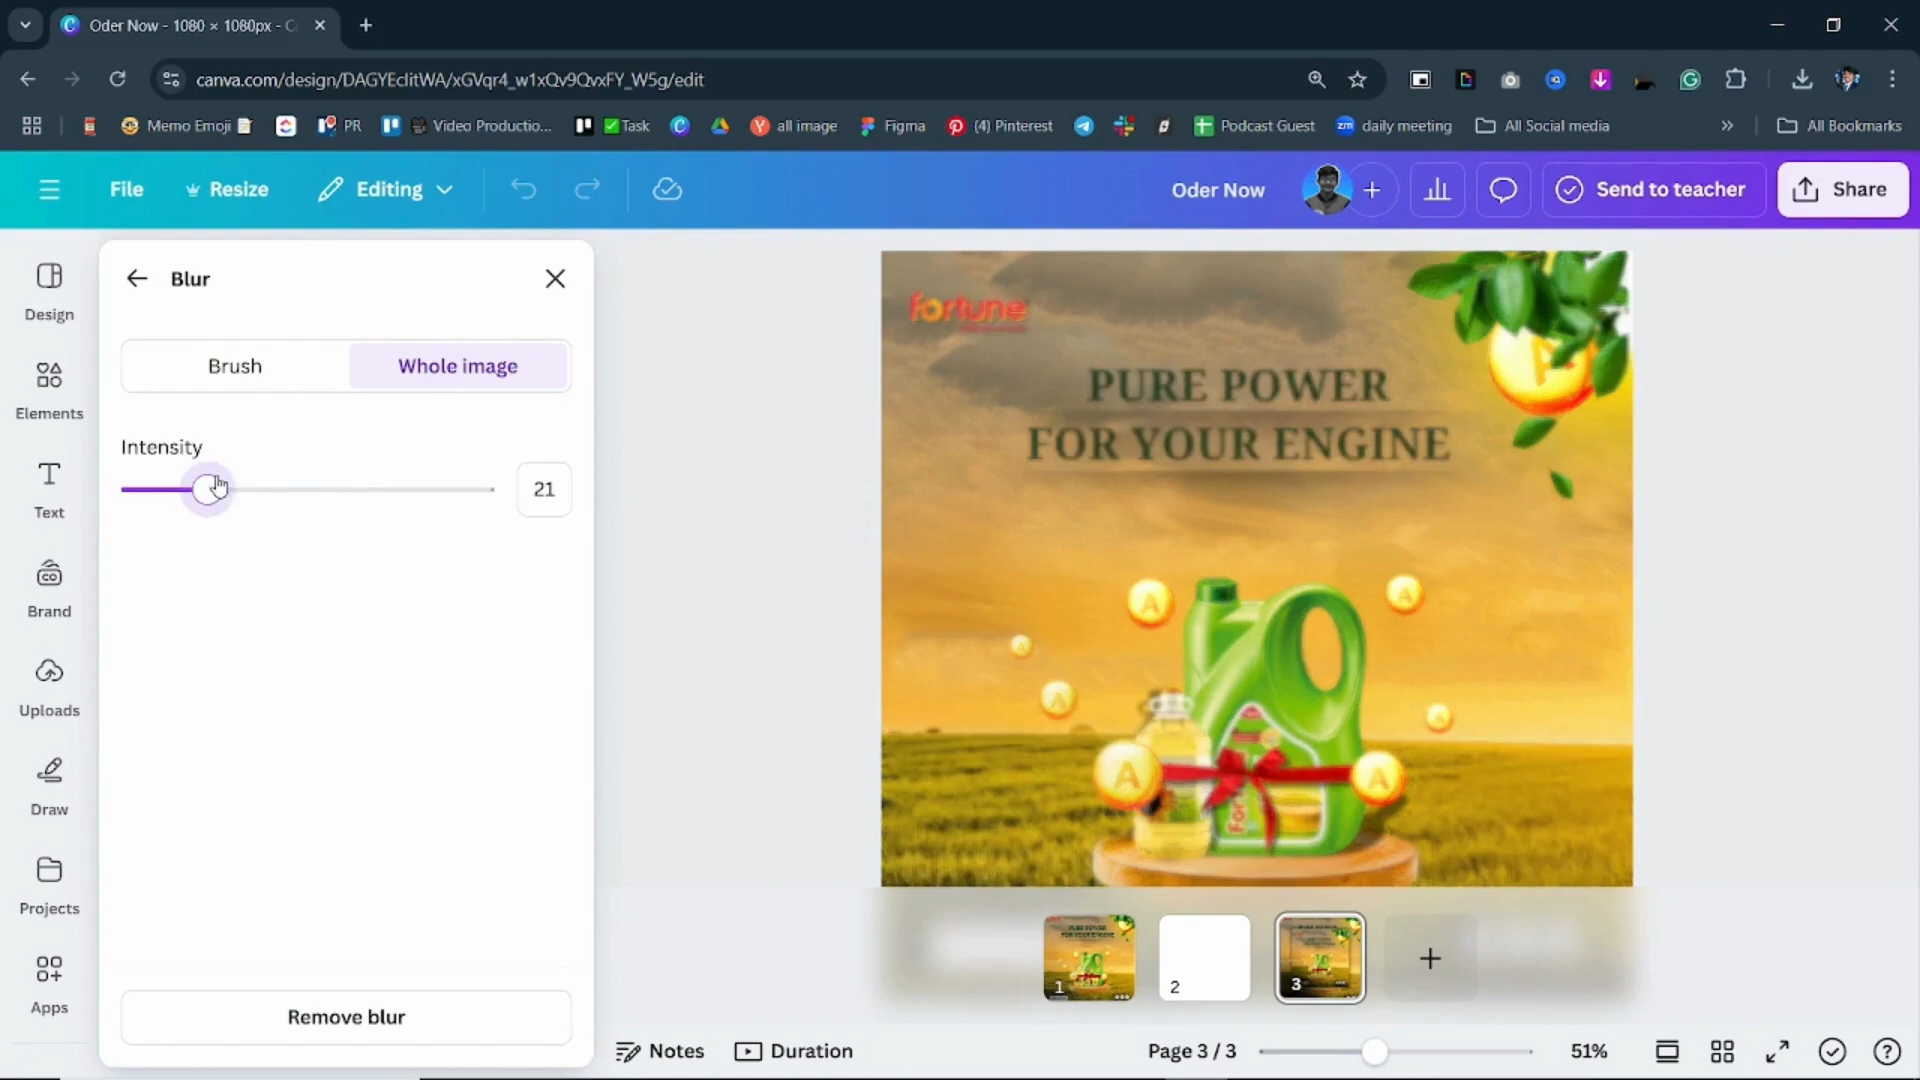 Oder Now - 1080 × 1080px - C
canva.com/design/DAGYEclitWA/xGVqr4_w1xQv9QvxFY_W5g/edit
Memo Emoji
PR
Video Productio...
Task
all image
Figma
(4) Pinterest
Podcast Guest
zm daily meeting
All Social media
All Bookmarks
File
Resize
Editing
Oder Now
Send to teacher
Share
Design
Elements
Text
Brand
Uploads
Draw
Projects
Apps
Blur
Brush
Whole image
Intensity
21
Remove blur
fortune
PURE POWER
FOR YOUR ENGINE
A
A
A
A
A
A
A
A
1
2
3
Notes
Duration
Page 3 / 3
51%